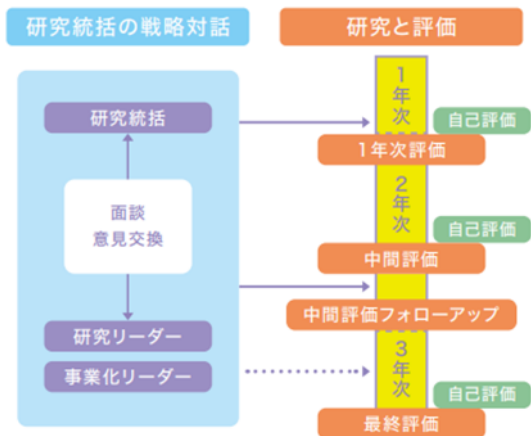 研究統括の戦略対話
研究と評価
研究統括
面談
意見交換
研究リーダー
事業化リーダー
1年次
自己評価
1年次評価
2年次
自己評価
中間評価
中間評価フォローアップ
3年次
自己評価
最終評価